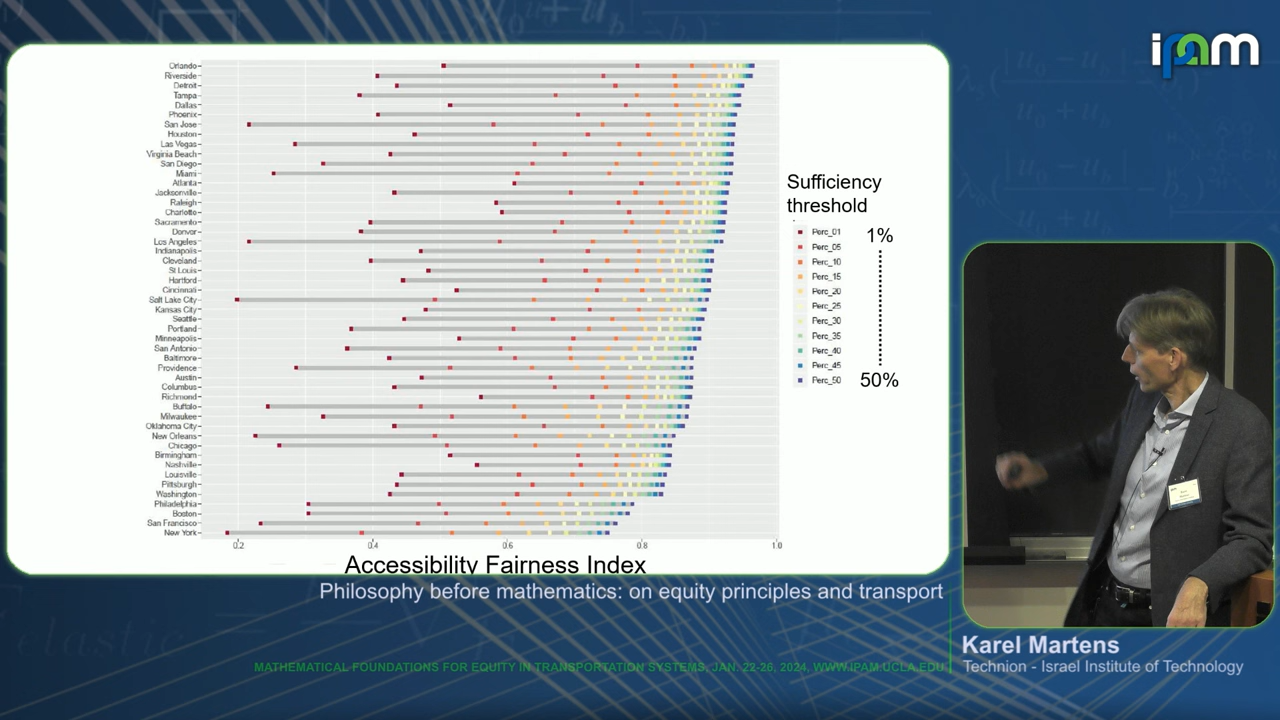 ipam
Orlando
Riverside
Detroit
Tampa
Dallas
Phoenix
San Jose
Houston
Las Vegas
Virginia Beach
San Diego
Miami
Atlanta
Jacksonville
Raleigh
Charlotte
Sacramento
Denver
Los Angeles
Indianapolis
Cleveland
St Louis
Hartford
Cincinnati
Salt Lake City
Kansas City
Seattle
Portland
Minneapolis
San Antonio
Baltimore
Providence
Austin
Columbus
Richmond
Buffalo
Milwaukee
Oklahoma City
New Orleans
Chicago
Birmingham
Nashville
Louisville
Pittsburgh
Washington
Philadelphia
Boston
San Francisco
New York
0.2 0.4 0.6 0.8 1.0
Accessibility Fairness Index
Sufficiency
threshold
Perc_01 1%
Perc_05
Perc_10
Perc_15
Perc_20
Perc_25
Perc_30
Perc_35
Perc_40
Perc_45
Perc_50 50%
Philosophy before mathematics: on equity principles and transport
Karel Martens
Technion - Israel Institute of Technology
MATHEMATICAL FOUNDATIONS FOR EQUITY IN TRANSPORTATION SYSTEMS, JAN. 22-26, 2024, WWW.IPAM.UCLA.EDU
elastic